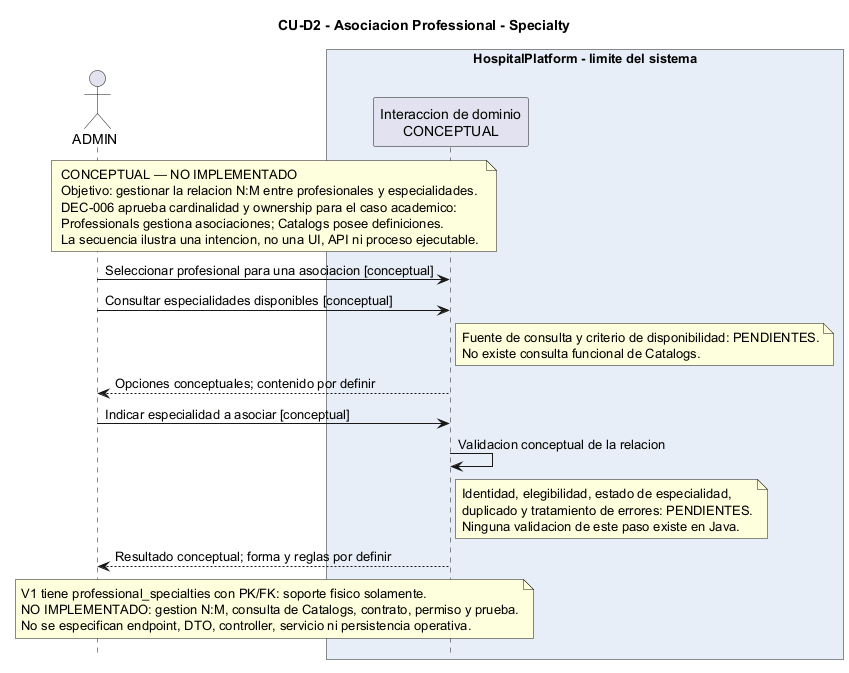 CU-D2 - Asociacion Professional - Specialty
HospitalPlatform - limite del sistema
ADMIN
Interaccion de dominio
CONCEPTUAL
CONCEPTUAL — NO IMPLEMENTADO
Objetivo: gestionar la relacion N:M entre profesionales y especialidades.
DEC-006 aprueba cardinalidad y ownership para el caso academico:
Professionals gestiona asociaciones; Catalogs posee definiciones.
La secuencia ilustra una intencion, no una UI, API ni proceso ejecutable.
Seleccionar profesional para una asociacion [conceptual]
Consultar especialidades disponibles [conceptual]
Fuente de consulta y criterio de disponibilidad: PENDIENTES.
No existe consulta funcional de Catalogs.
Opciones conceptuales; contenido por definir
Indicar especialidad a asociar [conceptual]
Validacion conceptual de la relacion
Identidad, elegibilidad, estado de especialidad,
duplicado y tratamiento de errores: PENDIENTES.
Ninguna validacion de este paso existe en Java.
Resultado conceptual; forma y reglas por definir
V1 tiene professional_specialties con PK/FK: soporte fisico solamente.
NO IMPLEMENTADO: gestion N:M, consulta de Catalogs, contrato, permiso y prueba.
No se especifican endpoint, DTO, controller, servicio ni persistencia operativa.